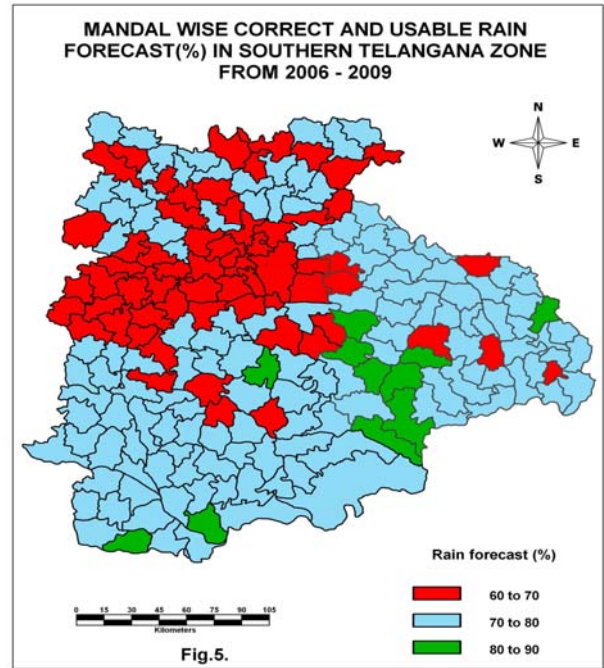 MANDAL WISE CORRECT AND USABLE RAIN
FORECAST(%) IN SOUTHERN TELANGANA ZONE
FROM 2006 - 2009
N
W E
S
Rain forecast (%)
60 to 70
70 to 80
80 to 90
0 15 30 45 60 75 90 105
Kilometers
Fig.5.